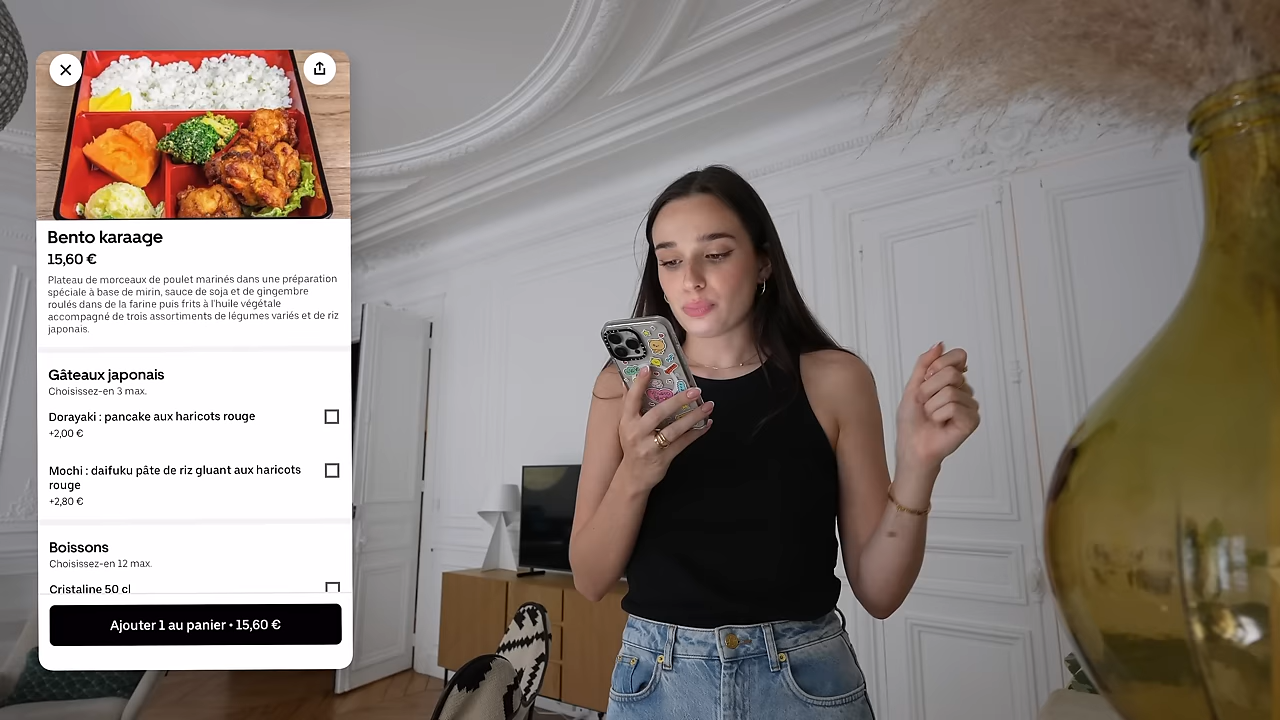 Bento karaage
15,60 €
Plateau de morceaux de poulet marinés dans une préparation
spéciale à base de mirin, sauce de soja et de gingembre
roulés dans de la farine puis frits à l'huile végétale
accompagné de trois assortiments de légumes variés et de riz
japonais.
Gâteaux japonais
Choisissez-en 3 max.
Dorayaki : pancake aux haricots rouge
+2,00 €
Mochi : daifuku pâte de riz gluant aux haricots
rouge
+2,80 €
Boissons
Choisissez-en 12 max.
Cristaline 50 cl
Ajouter 1 au panier • 15,60 €